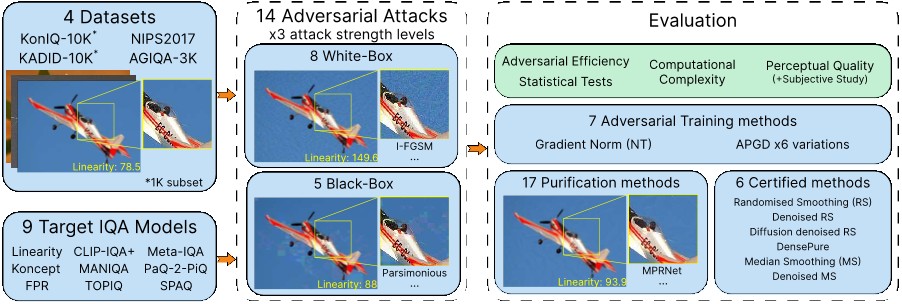 4 Datasets
KonIQ-10K* NIPS2017
KADID-10K* AGIQA-3K
Linearity: 78.5
*1K subset
9 Target IQA Models
Linearity CLIP-IQA+ Meta-IQA
Koncept MANIQA PaQ-2-PiQ
FPR TOPIQ SPAQ
14 Adversarial Attacks
x3 attack strength levels
8 White-Box
Linearity: 149.6
I-FGSM
...
5 Black-Box
Linearity: 88
Parsimonious
...
Evaluation
Adversarial Efficiency
Statistical Tests
Computational
Complexity
Perceptual Quality
(+Subjective Study)
7 Adversarial Training methods
Gradient Norm (NT) APGD x6 variations
17 Purification methods
Linearity: 93.9
MPRNet
...
6 Certified methods
Randomised Smoothing (RS)
Denoised RS
Diffusion denoised RS
DensePure
Median Smoothing (MS)
Denoised MS